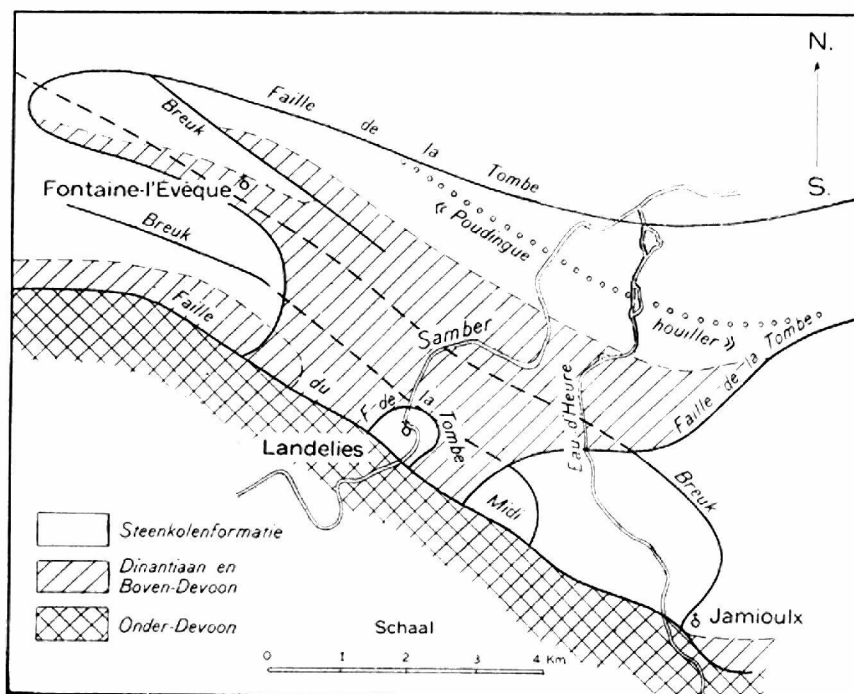 N.
S.
Faille de la Tombe
Breuk
« Poudingue houiller »
Fontaine-l'Evêque
Breuk
Faille du Midi
Samber
F. de la Tombe
Landelies
Eau d'Heure
Faille de la Tombe
Breuk
Jamioulx
Steenkolenformatie
Dinantiaan en
Boven-Devoon
Onder-Devoon
Schaal
0 1 2 3 4 Km